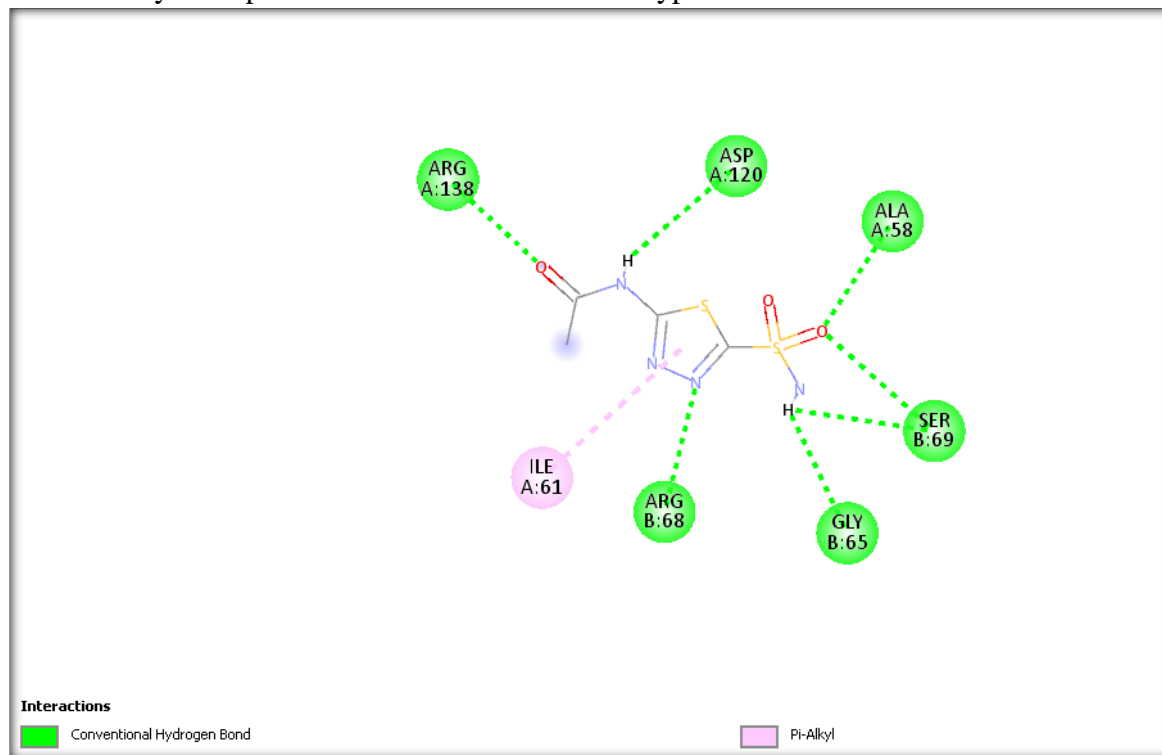 ARG
A:138
ASP
A:120
ALA
A:58
O
H
N
S
O
O
N
N
S
N
H
SER
B:69
ILE
A:61
ARG
B:68
GLY
B:65
Interactions
Conventional Hydrogen Bond
Pi-Alkyl